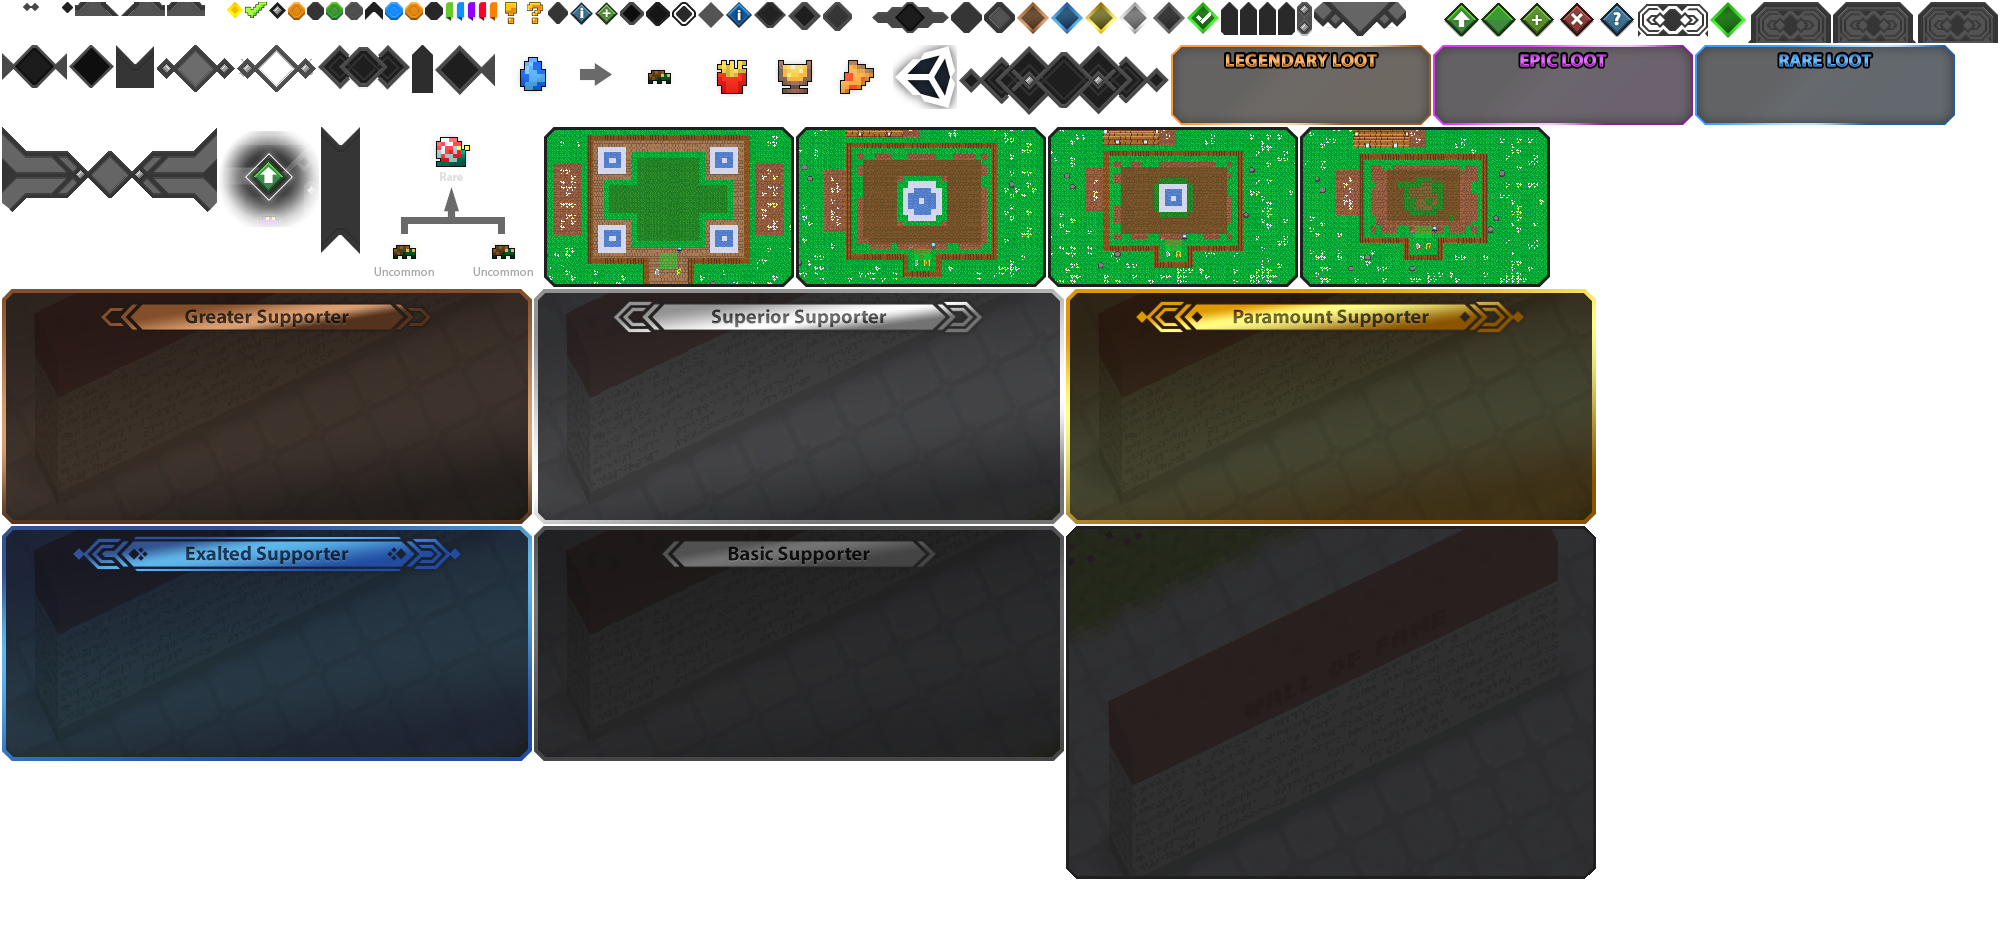 LEGENDARY LOOT
EPIC LOOT
RARE LOOT
Rare
Uncommon
Uncommon
Greater Supporter
Superior Supporter
Paramount Supporter
Exalted Supporter
Basic Supporter
WALL OF FAME